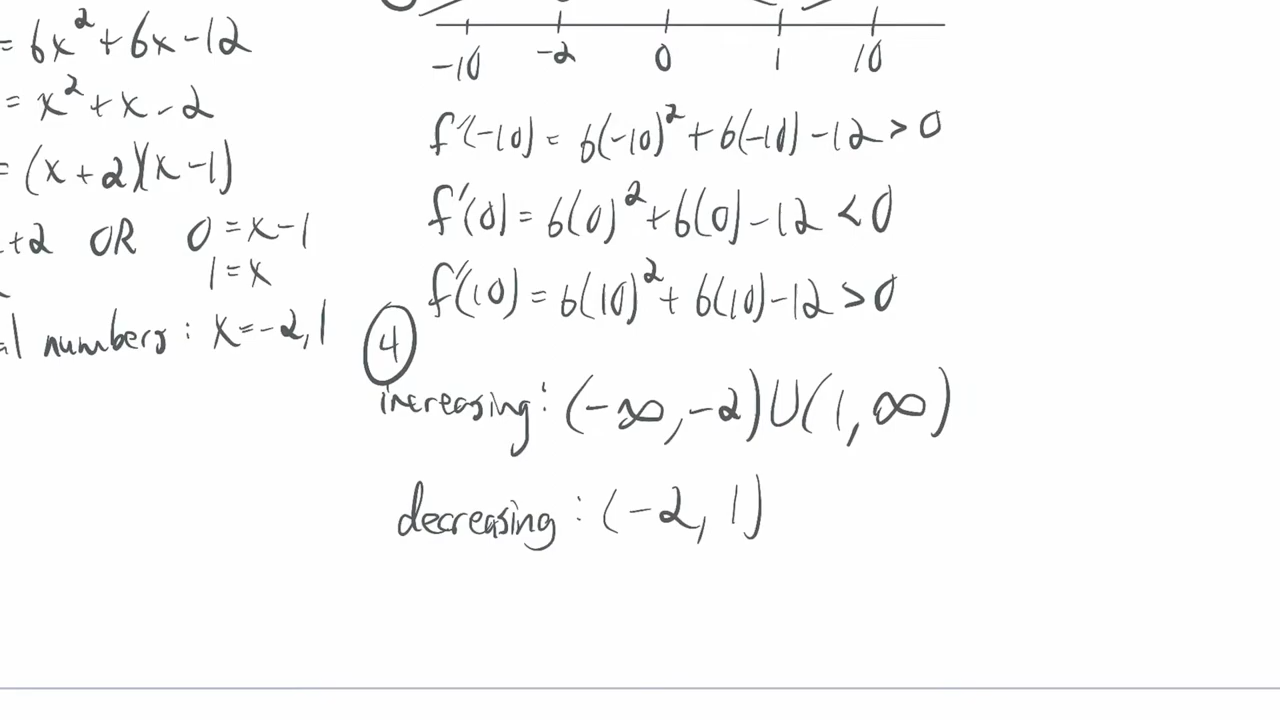 = 6x² + 6x - 12
= x² + x - 2
= (x + 2)(x - 1)
+2 OR 0 = x - 1
1 = x
numbers: x = -2, 1
-10 -2 0 1 10
f'(-10) = 6(-10)² + 6(-10) - 12 > 0
f'(0) = 6(0)² + 6(0) - 12 < 0
f'(10) = 6(10)² + 6(10) - 12 > 0
4
increasing: (-∞, -2) ∪ (1, ∞)
decreasing: (-2, 1)